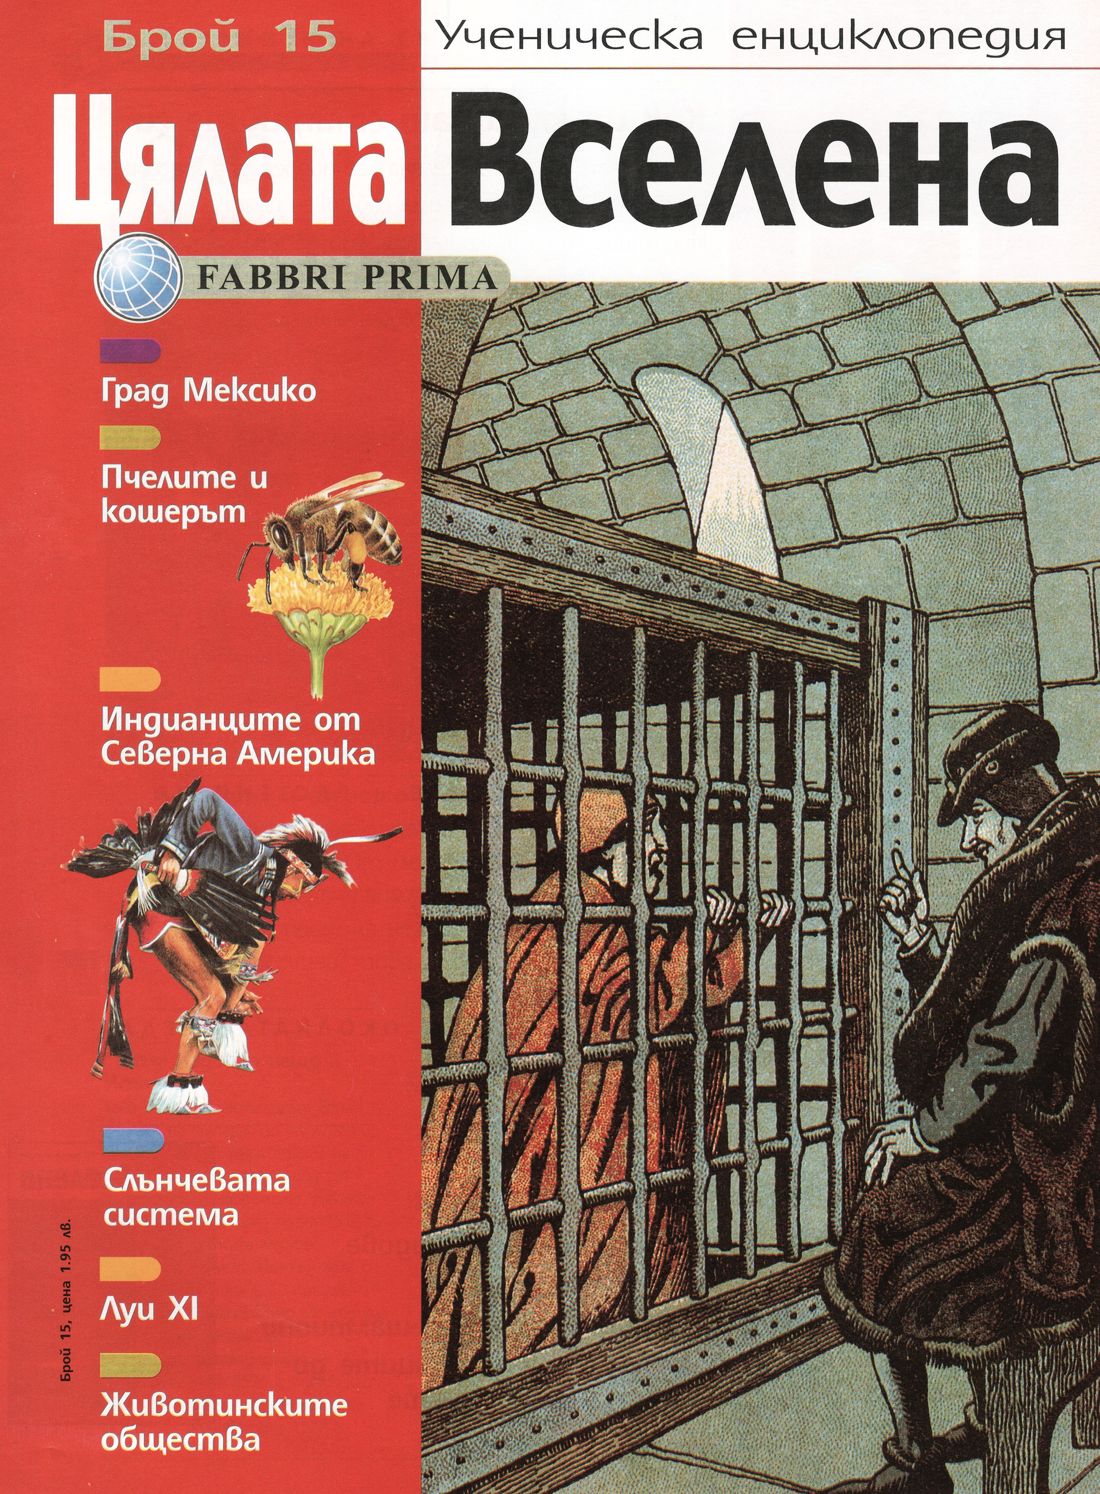 Брой 15
Ученическа енциклопедия
Цялата Вселена
FABBRI PRIMA
Град Мексико
Пчелите и
кошерът
Индианците от
Северна Америка
Слънчевата
система
Луи XI
Животинските
общества
Брой 15, цена 1.95 лв.